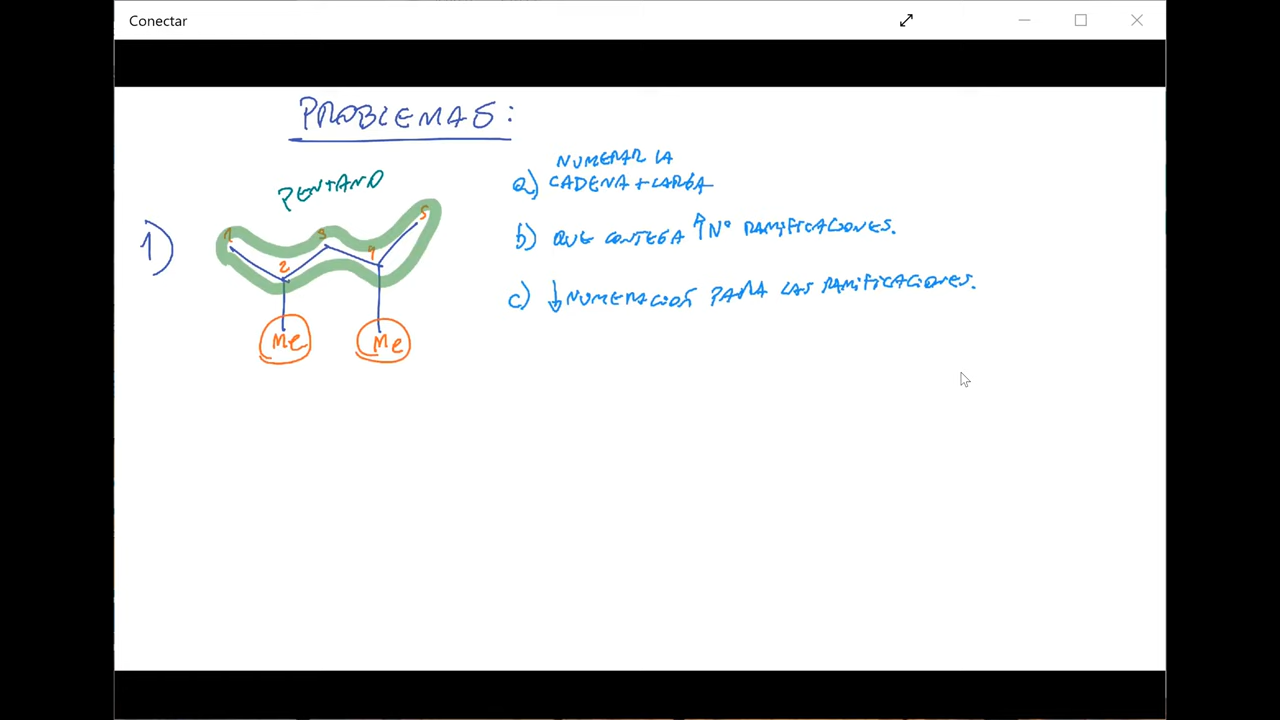 Conectar
PROBLEMAS:
PENTANO
1)
1
2
3
4
5
Me
Me
NUMERAR LA
a) CADENA + LARGA
b) QUE CONTEGA ↑ Nº RAMIFICACIONES.
c) ↓ NUMERACION PARA LAS RAMIFICACIONES.